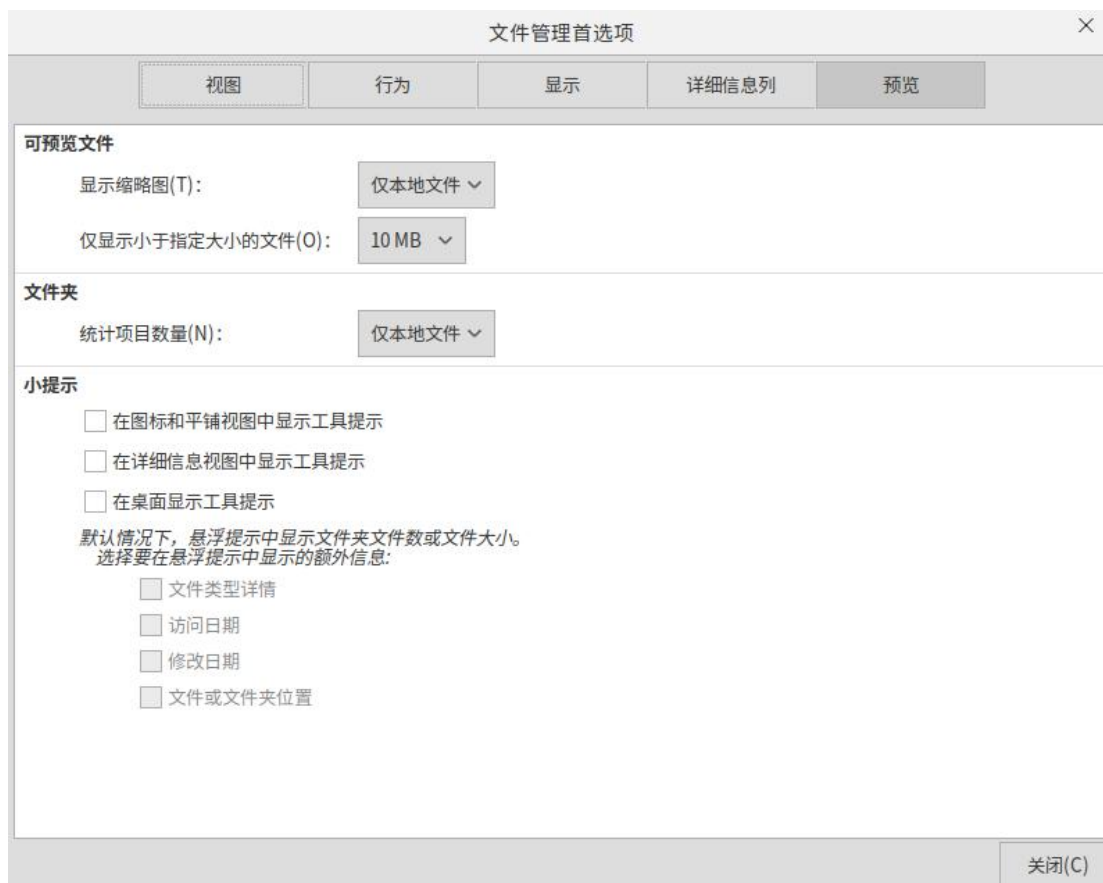 文件管理首选项
视图 行为 显示 详细信息列 预览
可预览文件
显示缩略图(T): 仅本地文件
仅显示小于指定大小的文件(O): 10 MB
文件夹
统计项目数量(N): 仅本地文件
小提示
在图标和平铺视图中显示工具提示
在详细信息视图中显示工具提示
在桌面显示工具提示
默认情况下，悬浮提示中显示文件夹文件数或文件大小。
选择要在悬浮提示中显示的额外信息:
文件类型详情
访问日期
修改日期
文件或文件夹位置
关闭(C)